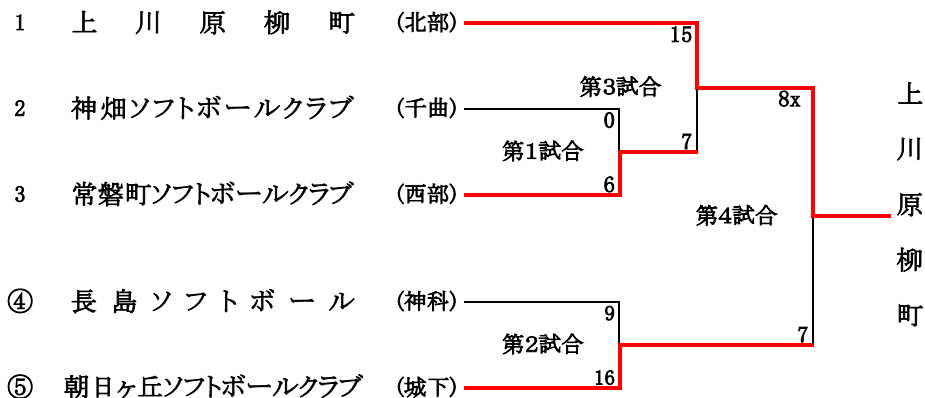 1 上川原柳町 (北部)
15
第3試合
8x
2 神畑ソフトボールクラブ (千曲)
0
第1試合
7
3 常磐町ソフトボールクラブ (西部)
6
第4試合
上川原柳町
④ 長島ソフトボール (神科)
9
第2試合
7
⑤ 朝日ヶ丘ソフトボールクラブ (城下)
16